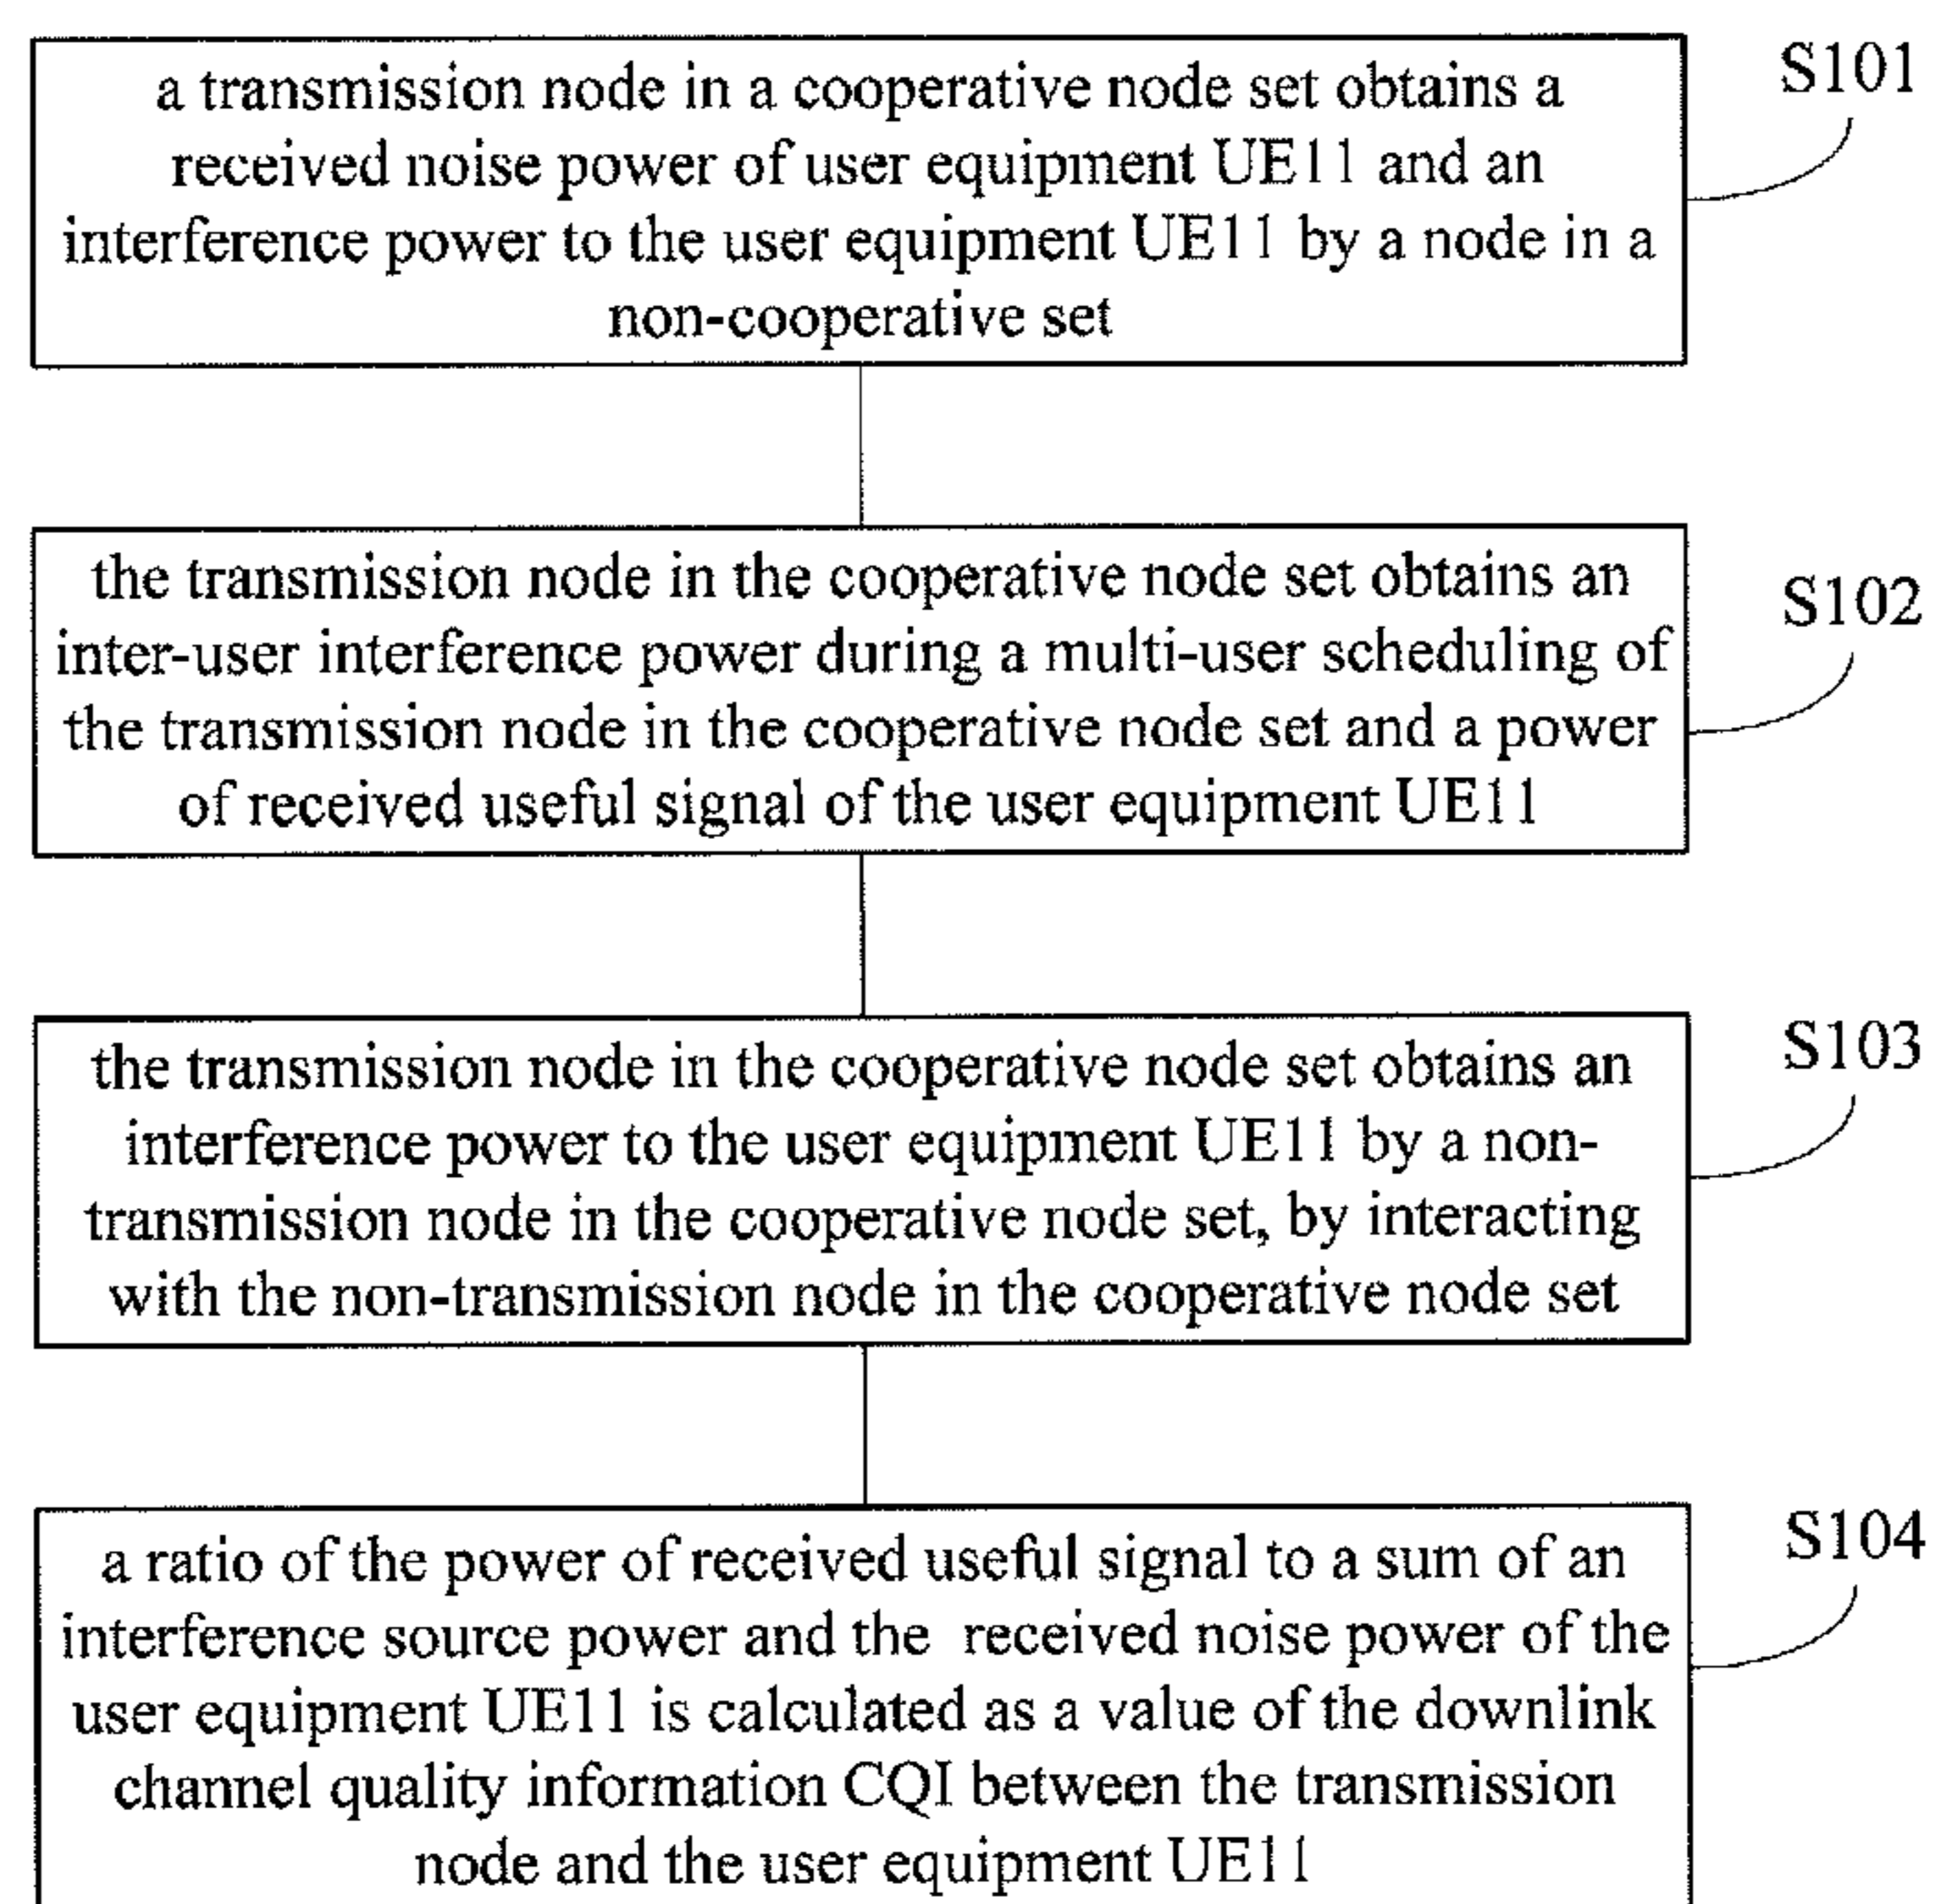 a transmission node in a cooperative node set obtains a
received noise power of user equipment UE11 and an
interference power to the user equipment UE11 by a node in a
non-cooperative set
S101
the transmission node in the cooperative node set obtains an
inter-user interference power during a multi-user scheduling of
the transmission node in the cooperative node set and a power
of received useful signal of the user equipment UE11
S102
the transmission node in the cooperative node set obtains an
interference power to the user equipment UE11 by a non-
transmission node in the cooperative node set, by interacting
with the non-transmission node in the cooperative node set
S103
a ratio of the power of received useful signal to a sum of an
interference source power and the received noise power of the
user equipment UE11 is calculated as a value of the downlink
channel quality information CQI between the transmission
node and the user equipment UE11
S104